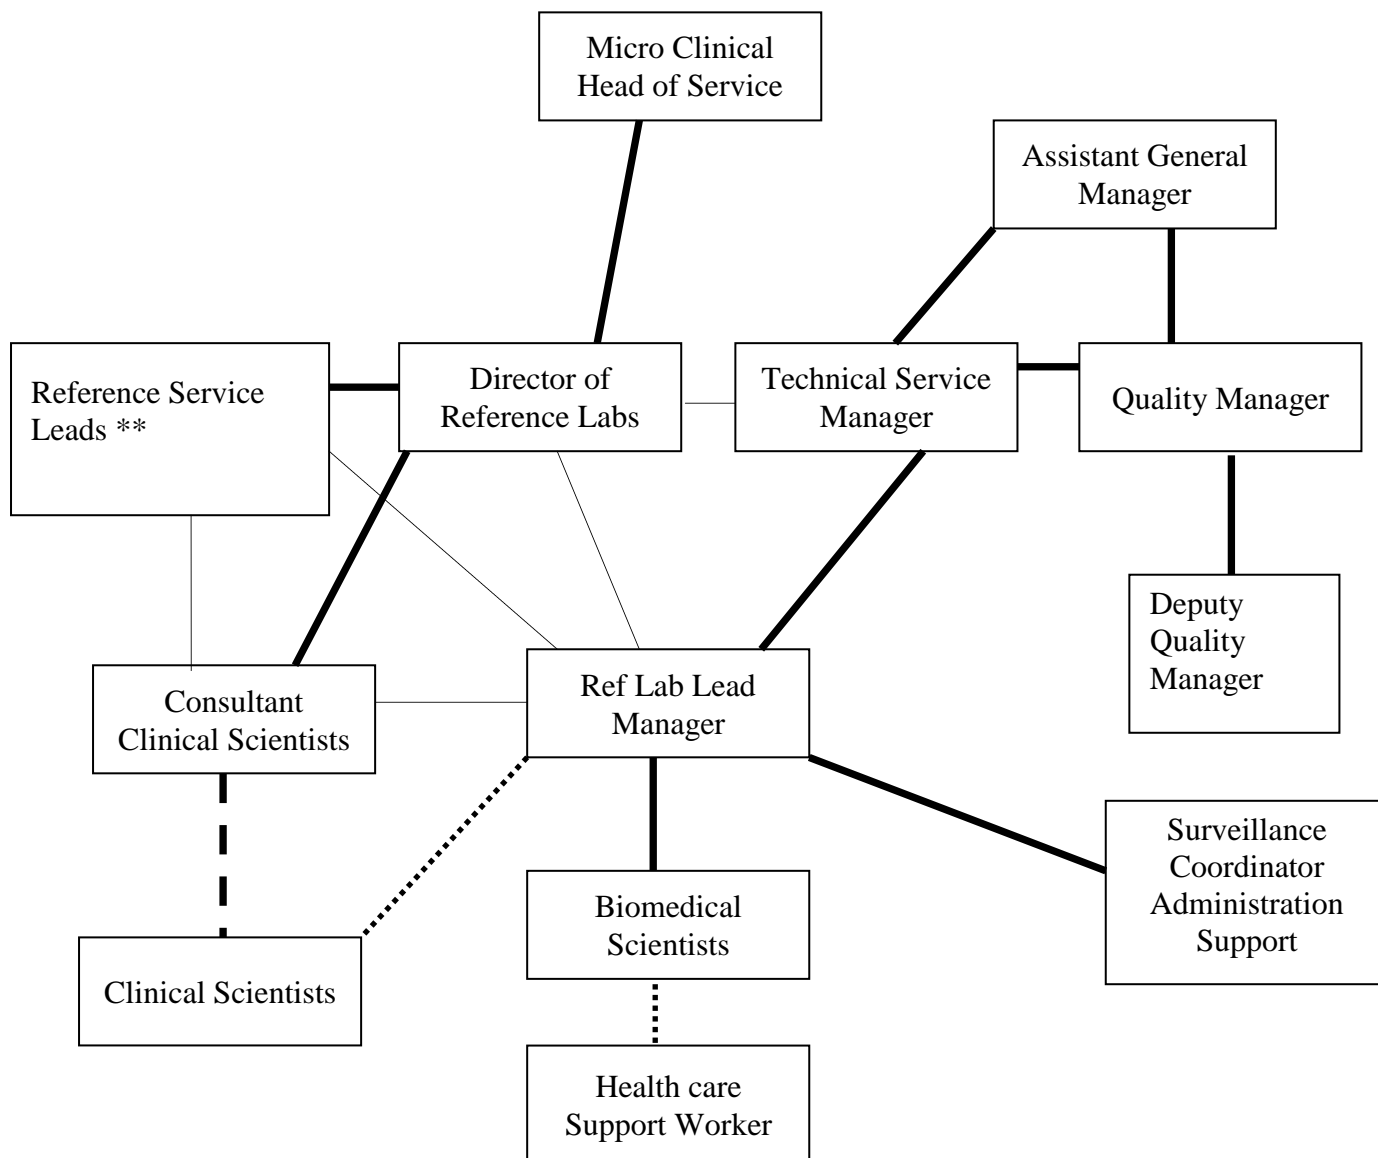 Micro Clinical
Head of Service
Assistant General
Manager
Reference Service
Leads **
Director of
Reference Labs
Technical Service
Manager
Quality Manager
Deputy
Quality
Manager
Consultant
Clinical Scientists
Ref Lab Lead
Manager
Surveillance
Coordinator
Administration
Support
Biomedical
Scientists
Clinical Scientists
Health care
Support Worker